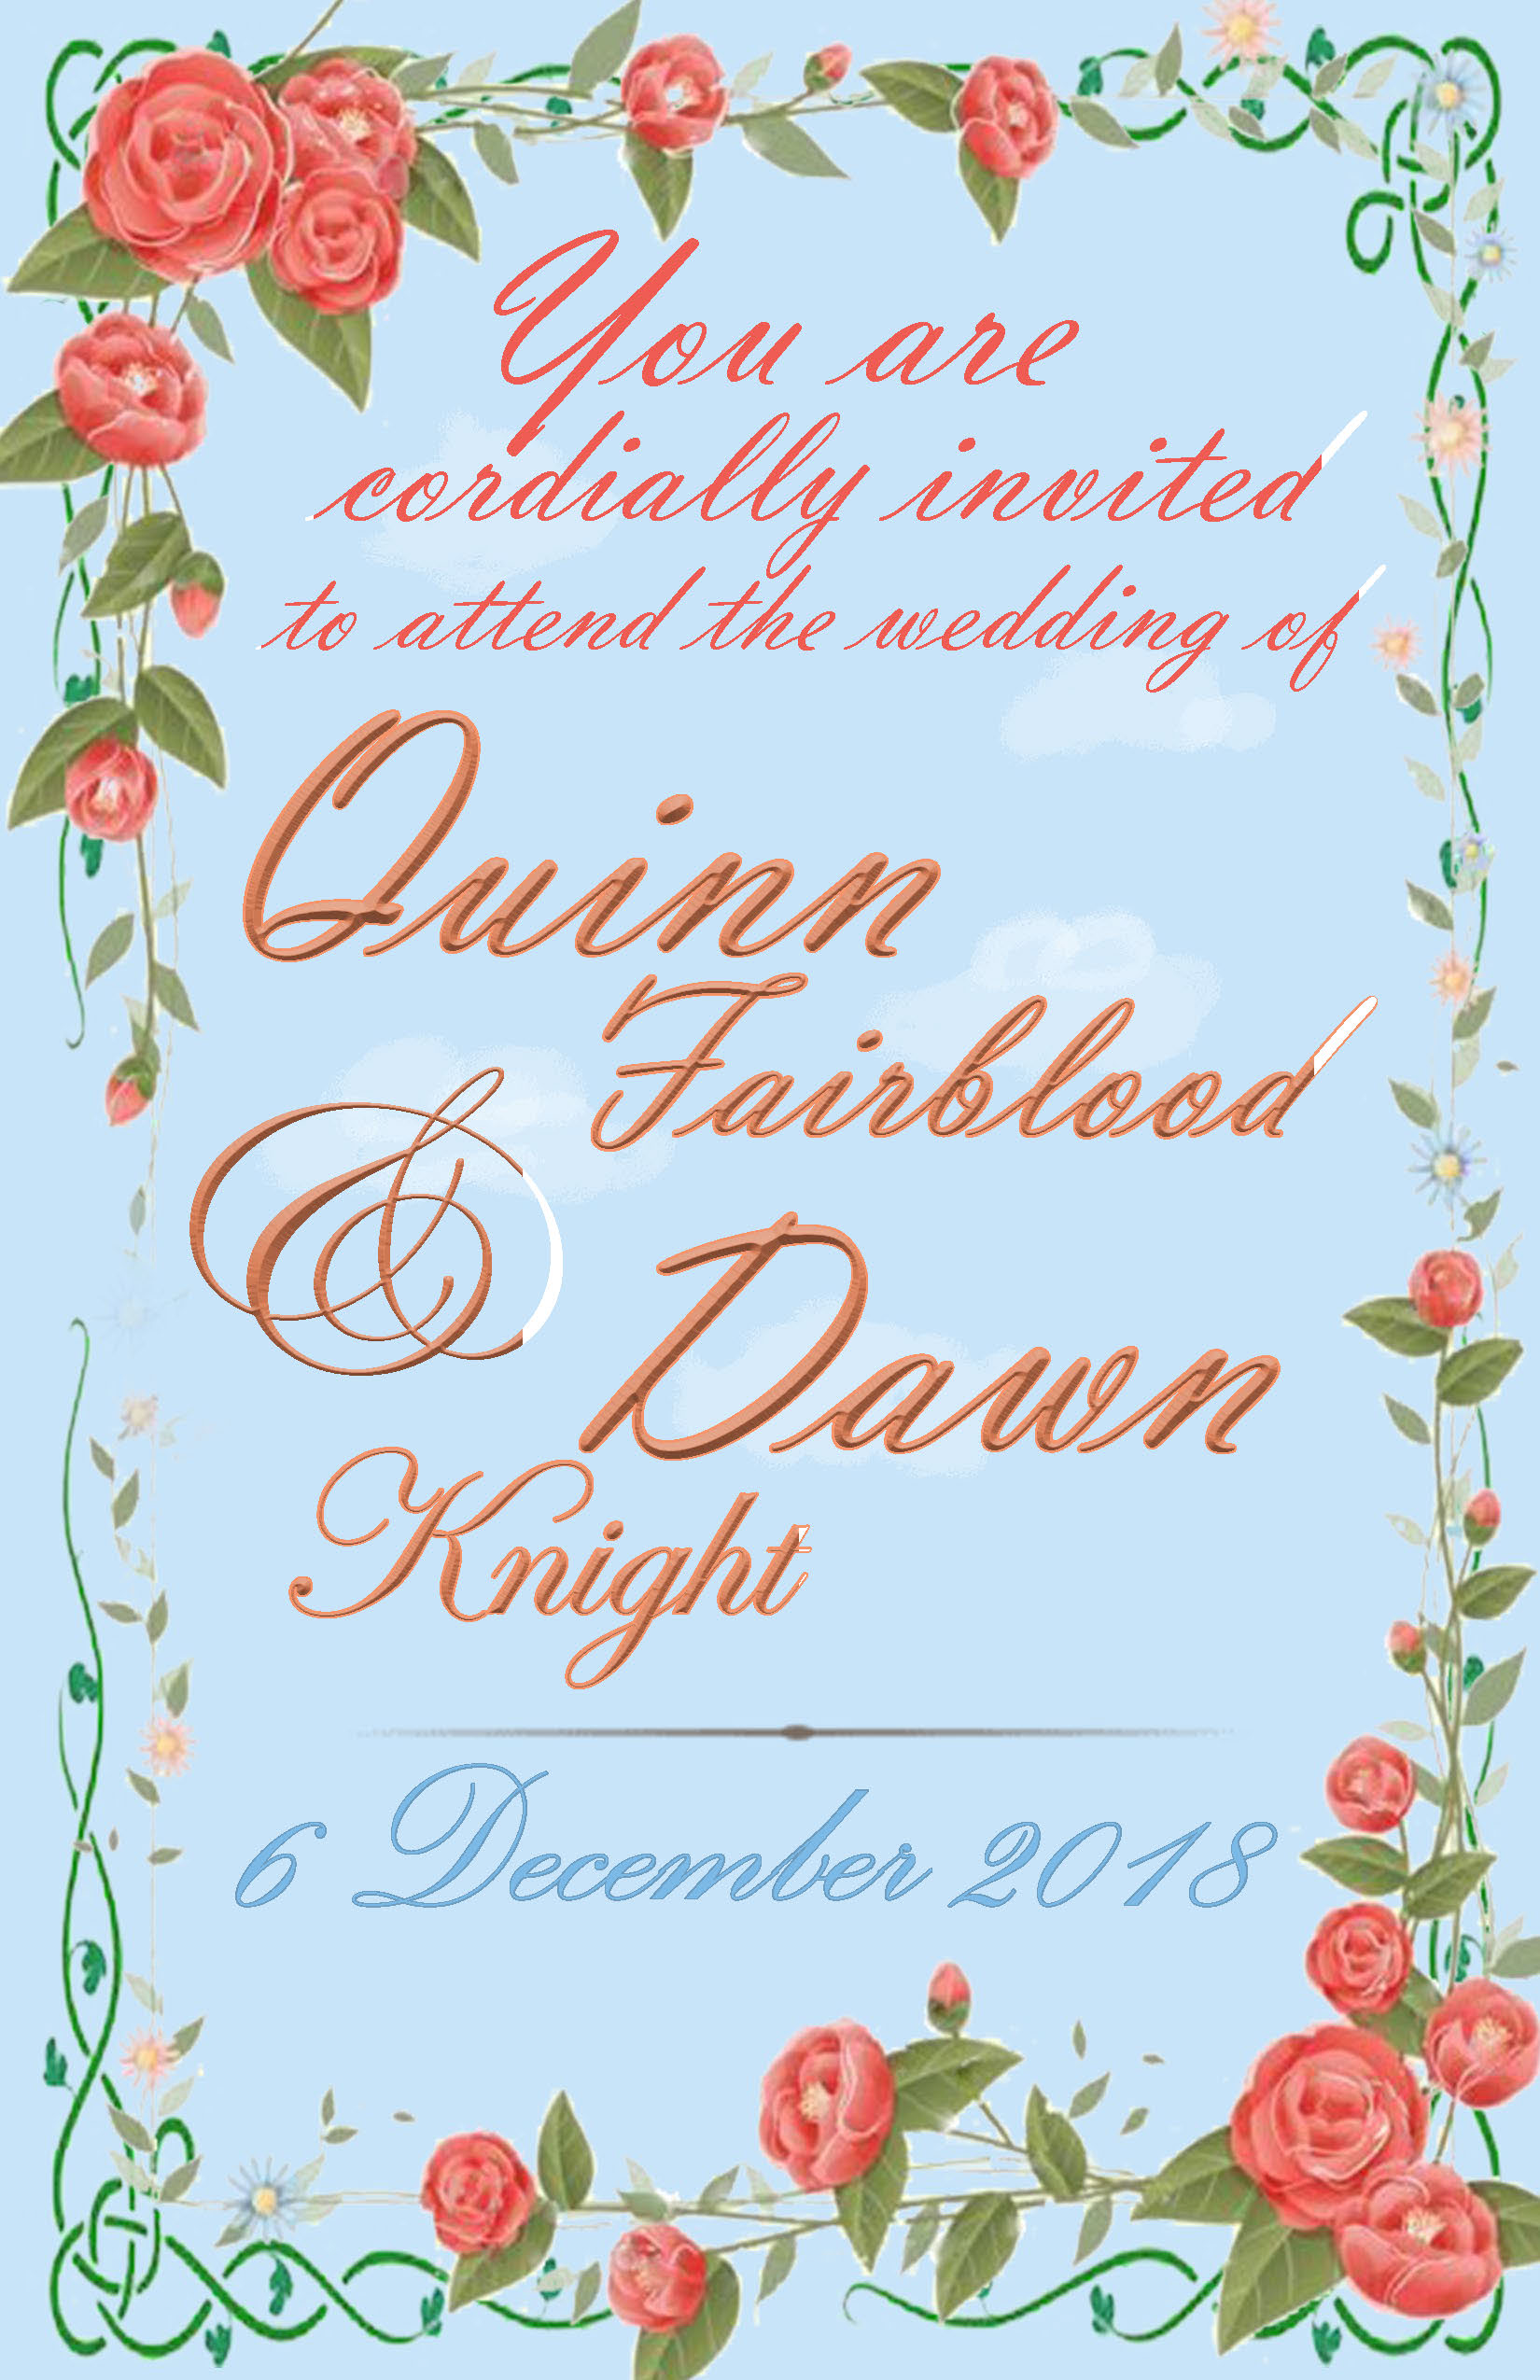 You are
cordially invited
to attend the wedding of
Quinn
Fairblood
&
Dawn
Knight
6 December 2018